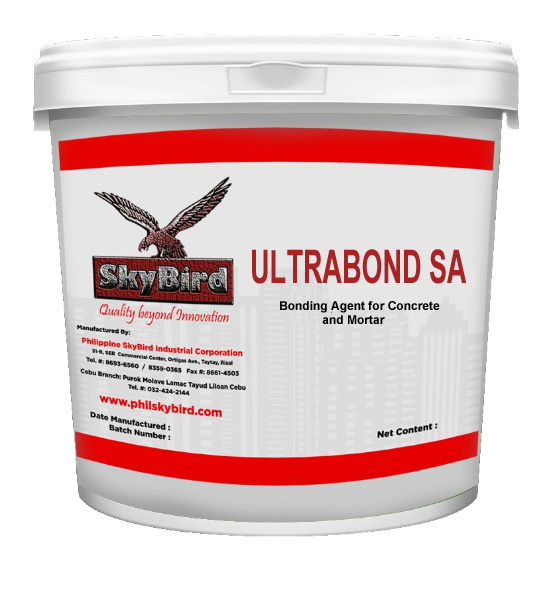 SkyBird
Quality beyond Innovation
ULTRABOND SA
Bonding Agent for Concrete
and Mortar
Manufactured By:
Philippine SkyBird Industrial Corporation
31-B, SEB Commercial Center, Ortigas Ave., Taytay, Rizal
Tel. #: 8693-6560 / 8359-0365 Fax #: 8661-4503
Cebu Branch: Purok Molave Lamac Tayud Liloan Cebu
Tel. #: 032-424-2144
www.philskybird.com
Date Manufactured :
Batch Number :
Net Content :